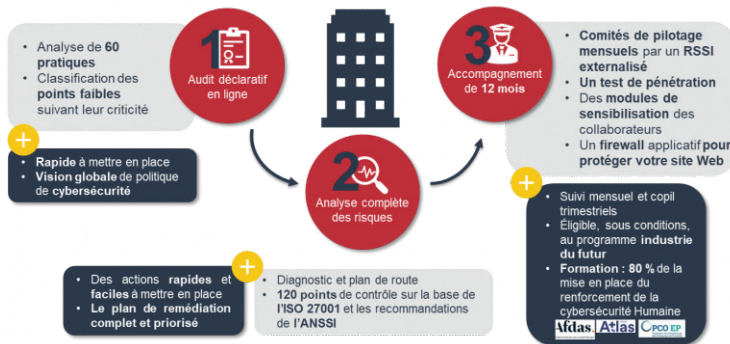 1
Audit déclaratif
en ligne
• Analyse de 60
pratiques
• Classification des
points faibles
suivant leur criticité
+
• Rapide à mettre en place
• Vision globale de politique
de cybersécurité
2
Analyse complète
des risques
• Des actions rapides et
faciles à mettre en place
• Le plan de remédiation
complet et priorisé
+
• Diagnostic et plan de route
• 120 points de contrôle sur la base de
l'ISO 27001 et les recommandations
de l'ANSSI
3
Accompagnement
de 12 mois
• Comités de pilotage
mensuels par un RSSI
externalisé
• Un test de pénétration
• Des modules de
sensibilisation des
collaborateurs
• Un firewall applicatif pour
protéger votre site Web
+
• Suivi mensuel et copil
trimestriels
• Éligible, sous conditions,
au programme industrie
du futur
• Formation : 80 % de la
mise en place du
renforcement de la
cybersécurité Humaine
Afdas Atlas OPCO EP